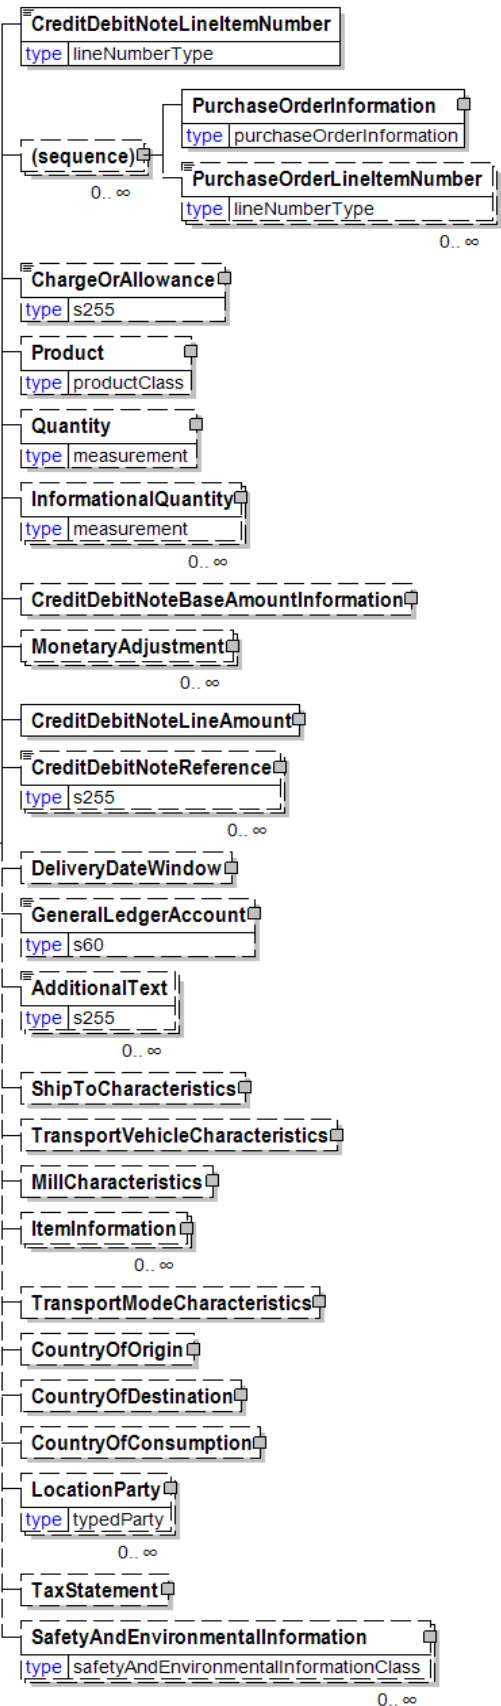 CreditDebitNoteLineItemNumber
type lineNumberType
PurchaseOrderInformation
type purchaseOrderInformation
(sequence)
0.. ∞
PurchaseOrderLineItemNumber
type lineNumberType
0.. ∞
ChargeOrAllowance
type s255
Product
type productClass
Quantity
type measurement
InformationalQuantity
type measurement
0.. ∞
CreditDebitNoteBaseAmountInformation
MonetaryAdjustment
0.. ∞
CreditDebitNoteLineAmount
CreditDebitNoteReference
type s255
0.. ∞
DeliveryDateWindow
GeneralLedgerAccount
type s60
AdditionalText
type s255
0.. ∞
ShipToCharacteristics
TransportVehicleCharacteristics
MillCharacteristics
ItemInformation
0.. ∞
TransportModeCharacteristics
CountryOfOrigin
CountryOfDestination
CountryOfConsumption
LocationParty
type typedParty
0.. ∞
TaxStatement
SafetyAndEnvironmentalInformation
type safetyAndEnvironmentalInformationClass
0.. ∞